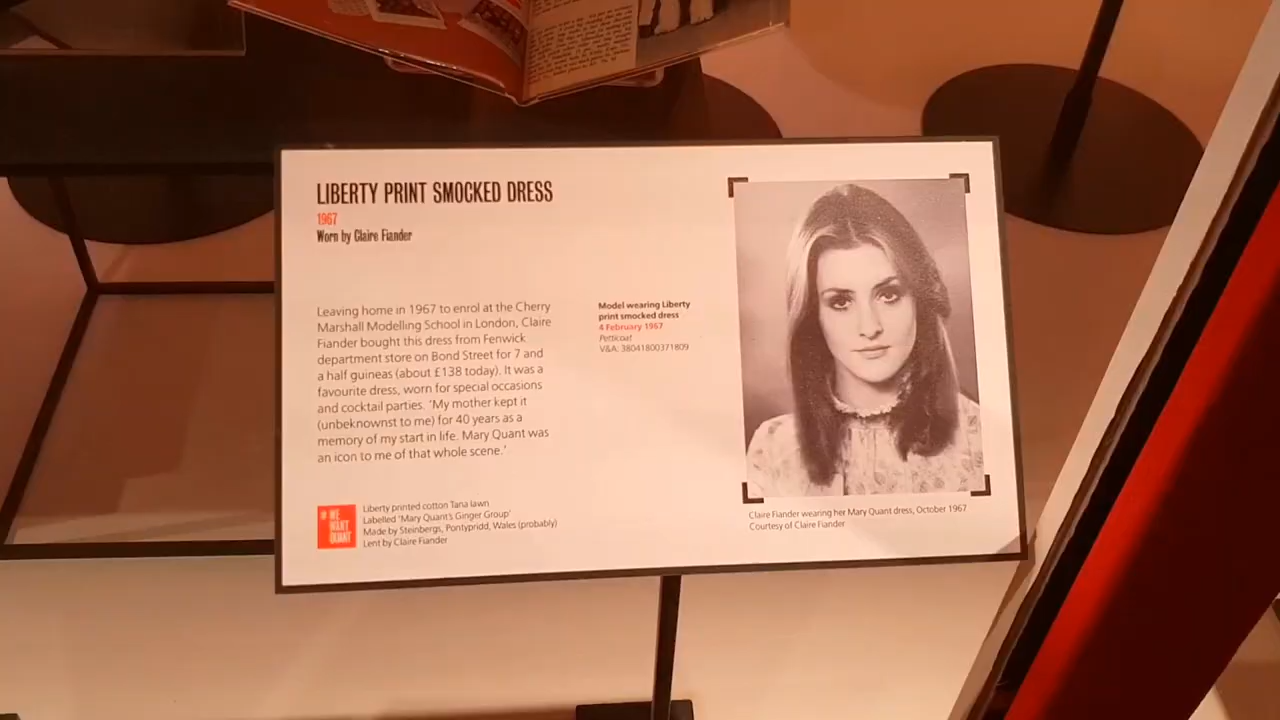 LIBERTY PRINT SMOCKED DRESS
1967
Worn by Claire Fiander
Leaving home in 1967 to enrol at the Cherry
Marshall Modelling School in London, Claire
Fiander bought this dress from Fenwick
department store on Bond Street for 7 and
a half guineas (about £138 today). It was a
favourite dress, worn for special occasions
and cocktail parties. ‘My mother kept it
(unbeknownst to me) for 40 years as a
memory of my start in life. Mary Quant was
an icon to me of that whole scene.’
Model wearing Liberty
print smocked dress
4 February 1967
Petticoat
V&A: 38041800371809
# WE
WANT
QUANT
Liberty printed cotton Tana lawn
Labelled ‘Mary Quant's Ginger Group’
Made by Steinbergs, Pontypridd, Wales (probably)
Lent by Claire Fiander
Claire Fiander wearing her Mary Quant dress, October 1967
Courtesy of Claire Fiander